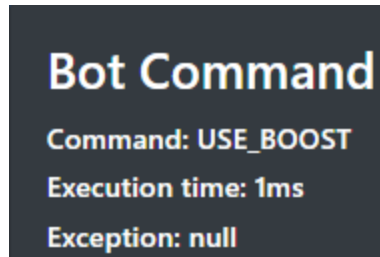 Bot Command
Command: USE_BOOST
Execution time: 1ms
Exception: null